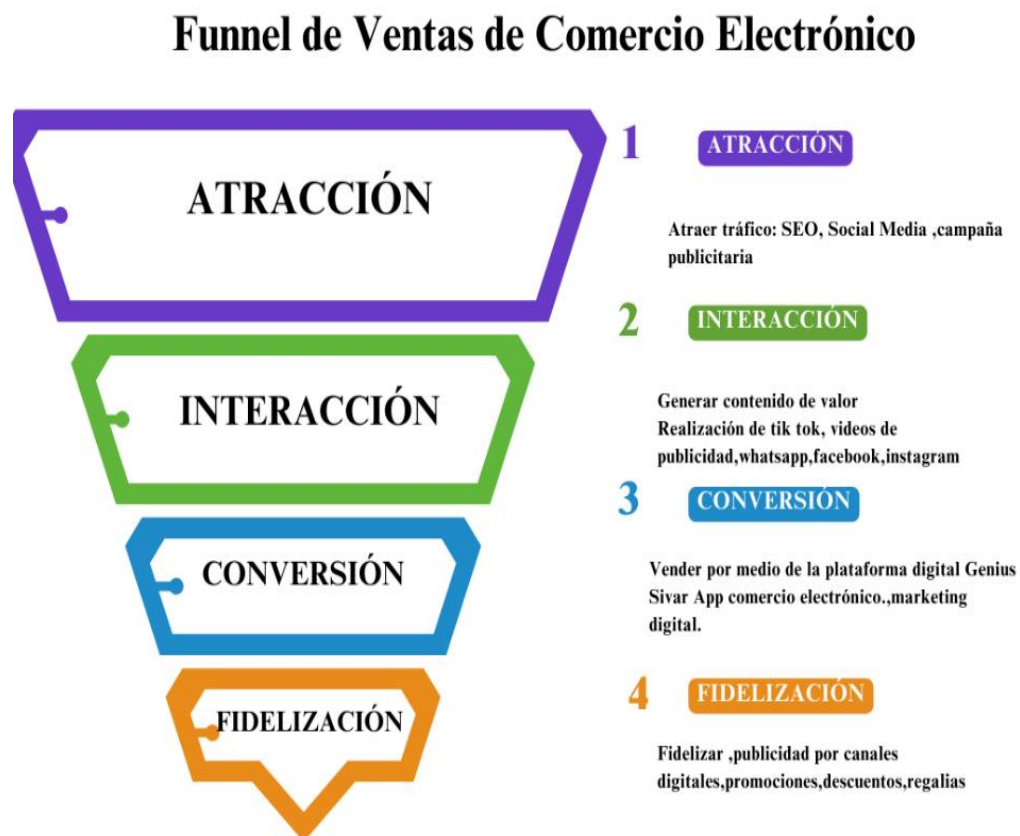 Funnel de Ventas de Comercio Electrónico
ATRACCIÓN
INTERACCIÓN
CONVERSIÓN
FIDELIZACIÓN
1 ATRACCIÓN
Atraer tráfico: SEO, Social Media ,campaña
publicitaria
2 INTERACCIÓN
Generar contenido de valor
Realización de tik tok, videos de
publicidad,whatsapp,facebook,instagram
3 CONVERSIÓN
Vender por medio de la plataforma digital Genius
Sivar App comercio electrónico.,marketing
digital.
4 FIDELIZACIÓN
Fidelizar ,publicidad por canales
digitales,promociones,descuentos,regalias